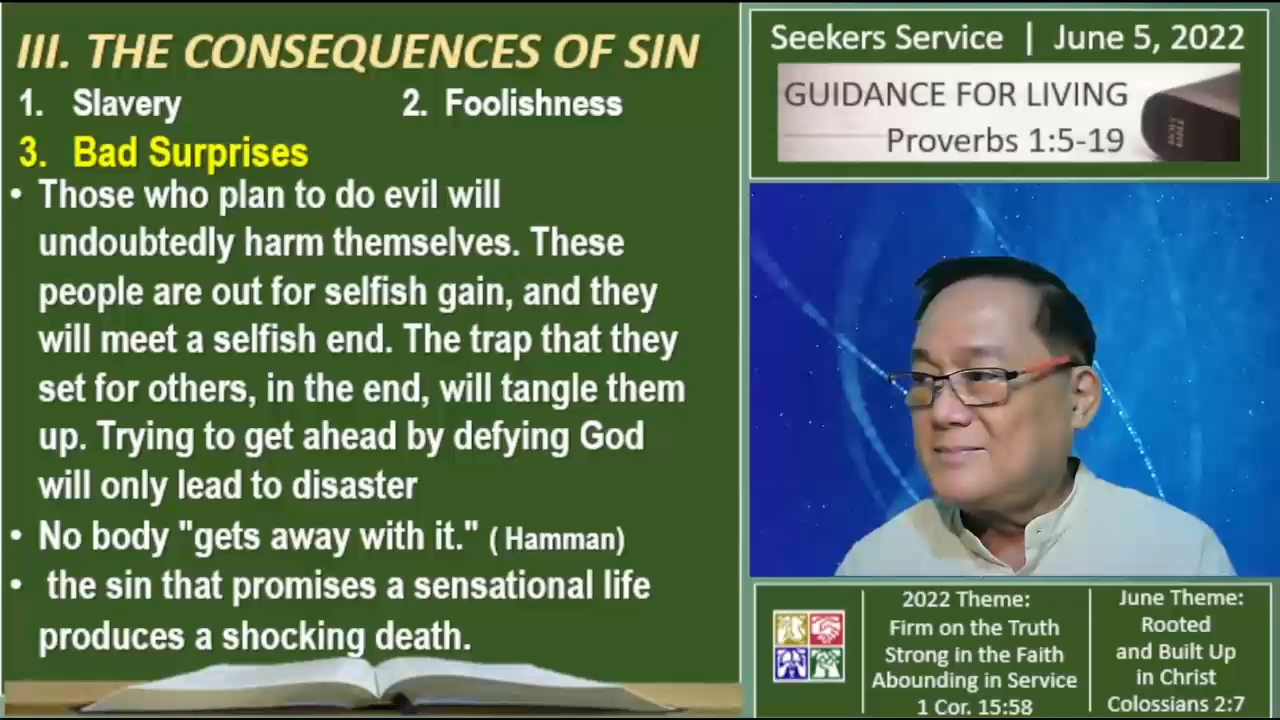 III. THE CONSEQUENCES OF SIN
1. Slavery 2. Foolishness
3. Bad Surprises
• Those who plan to do evil will
undoubtedly harm themselves. These
people are out for selfish gain, and they
will meet a selfish end. The trap that they
set for others, in the end, will tangle them
up. Trying to get ahead by defying God
will only lead to disaster
• No body "gets away with it." ( Hamman)
• the sin that promises a sensational life
produces a shocking death.
Seekers Service | June 5, 2022
GUIDANCE FOR LIVING
Proverbs 1:5-19
2022 Theme:
Firm on the Truth
Strong in the Faith
Abounding in Service
1 Cor. 15:58
June Theme:
Rooted
and Built Up
in Christ
Colossians 2:7